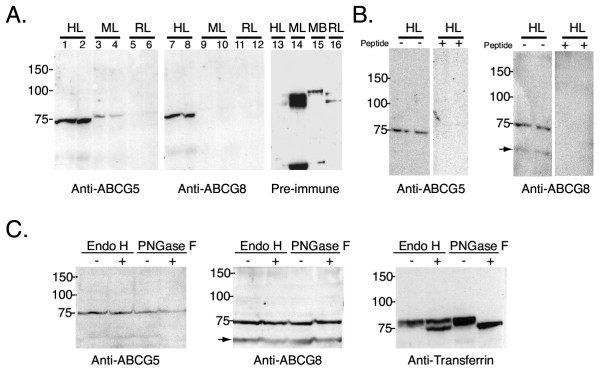 A.
HL ML RL HL ML RL HL ML MB RL
1 2 3 4 5 6 7 8 9 10 11 12 13 14 15 16
150
100
75
Anti-ABCG5 Anti-ABCG8 Pre-immune
B.
HL HL
Peptide - - + +
150
100
75
Anti-ABCG5
HL HL
Peptide - - + +
150
100
75
Anti-ABCG8
C.
Endo H PNGase F
- + - +
150
100
75
Anti-ABCG5
Endo H PNGase F
- + - +
150
100
75
Anti-ABCG8
Endo H PNGase F
- + - +
150
100
75
Anti-Transferrin